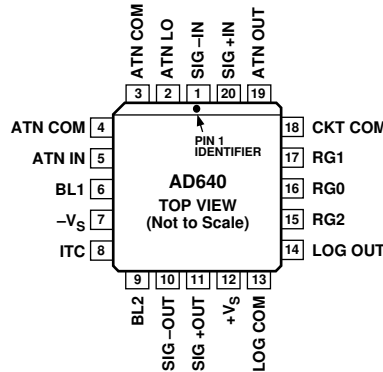 ATN COM
ATN LO
SIG –IN
SIG +IN
ATN OUT
3 2 1 20 19
ATN COM 4
ATN IN 5
BL1 6
–VS 7
ITC 8
PIN 1
IDENTIFIER
AD640
TOP VIEW
(Not to Scale)
18 CKT COM
17 RG1
16 RG0
15 RG2
14 LOG OUT
9 10 11 12 13
BL2
SIG –OUT
SIG +OUT
+VS
LOG COM